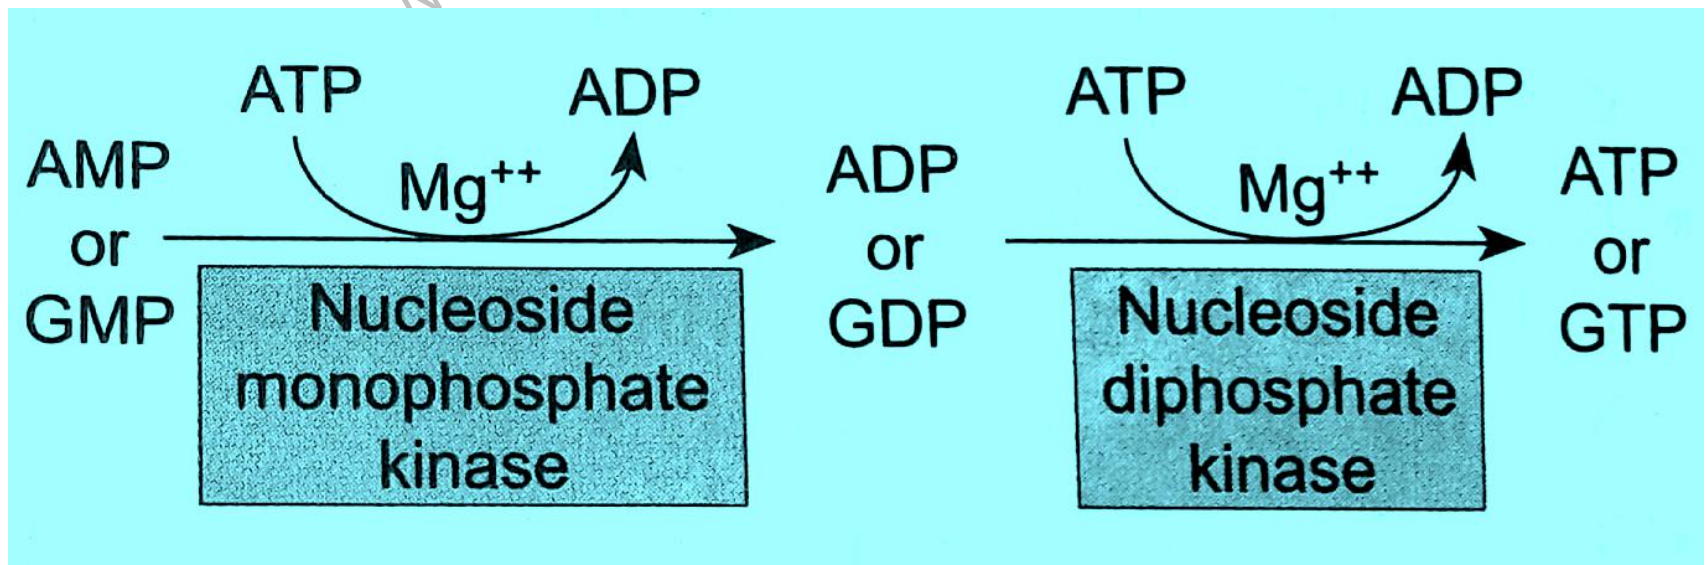 ATP ADP ATP ADP
AMP Mg++ ADP Mg++ ATP
or or or
GMP GDP GTP
Nucleoside Nucleoside
monophosphate diphosphate
kinase kinase